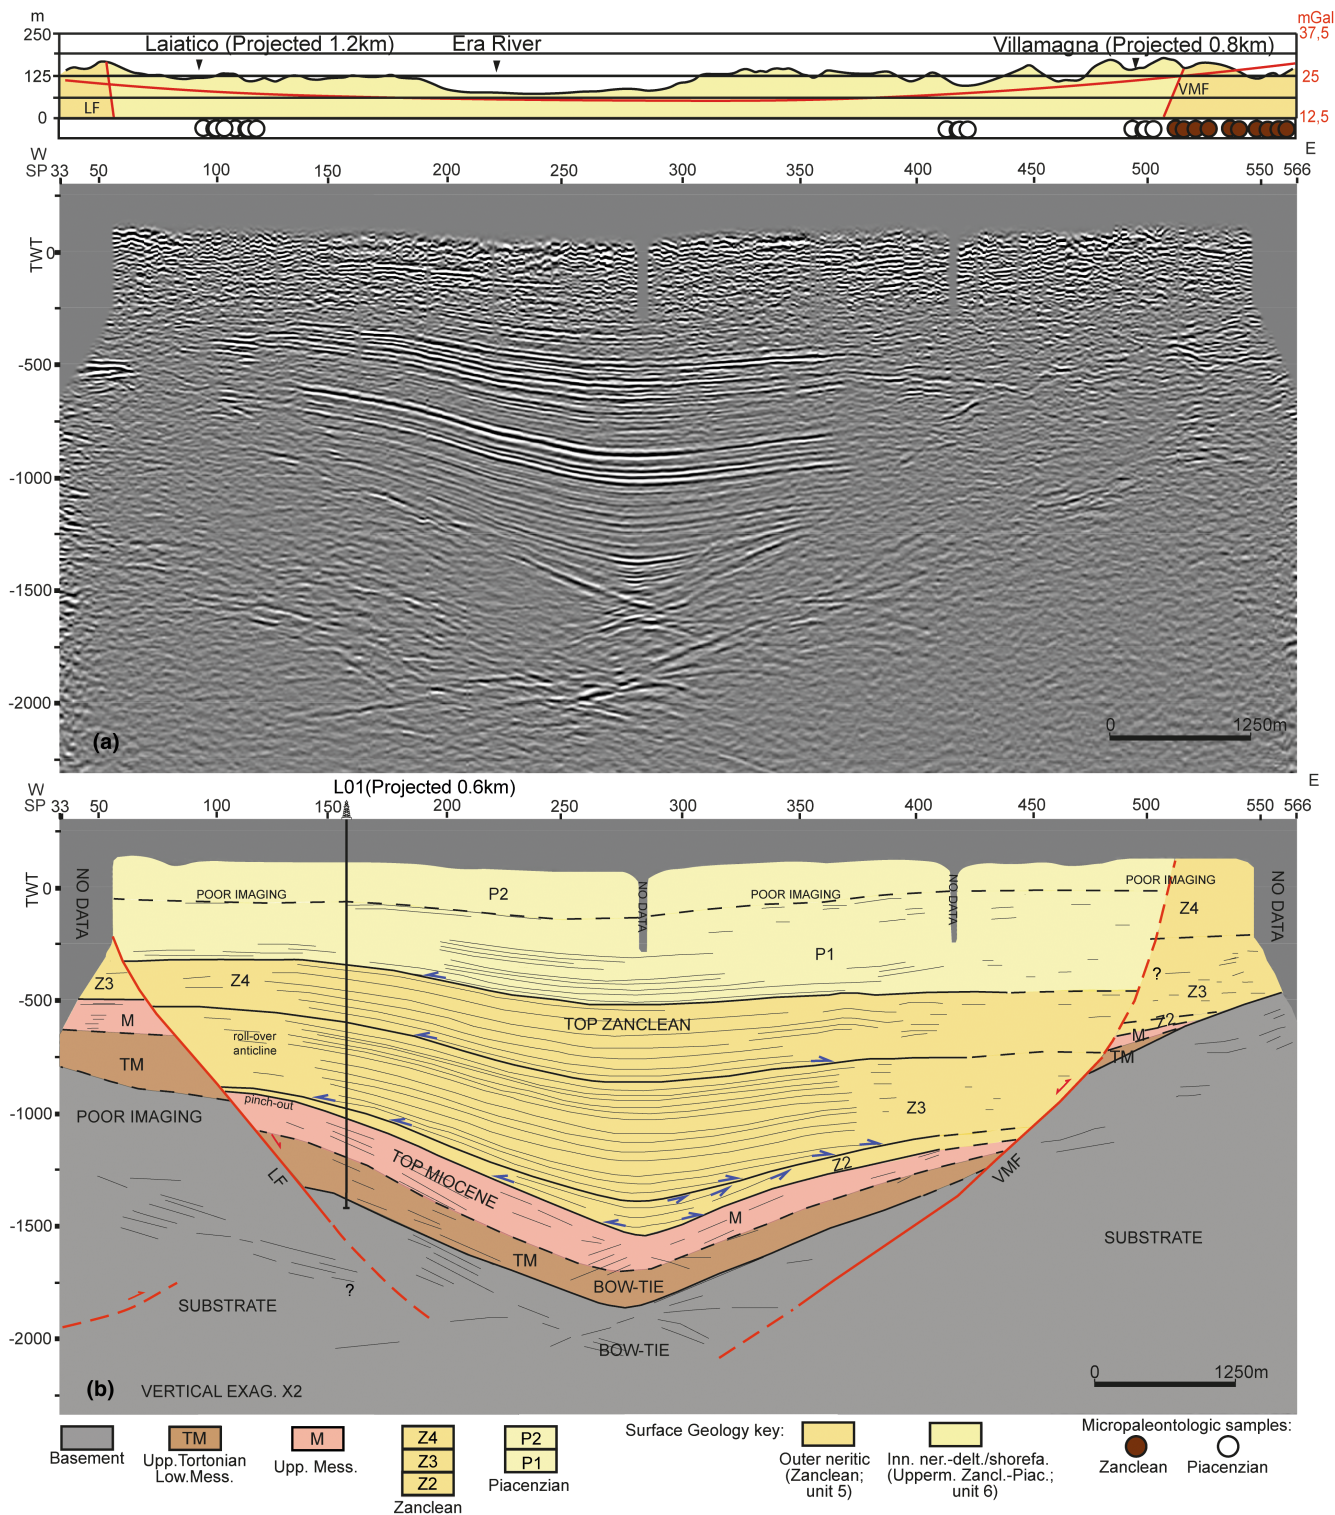 m
mGal
250
37,5
Laiatico (Projected 1.2km)
Era River
Villamagna (Projected 0.8km)
125
25
LF
VMF
0
12,5
W
E
SP
33 50 100 150 200 250 300 350 400 450 500 550 566
TWT
0
-500
-1000
-1500
-2000
(a)
0 1250m
L01(Projected 0.6km)
W
E
SP
33 50 100 150 200 250 300 350 400 450 500 550 566
TWT
0
-500
-1000
-1500
-2000
NO DATA
POOR IMAGING
P2
NO DATA
POOR IMAGING
NO DATA
POOR IMAGING
NO DATA
Z4
P1
?
Z3
Z4
Z3
M
TOP ZANCLEAN
Z2
M
roll-over
anticline
TM
TM
pinch-out
Z3
POOR IMAGING
LF
TOP MIOCENE
Z2
VMF
M
SUBSTRATE
TM
BOW-TIE
?
SUBSTRATE
BOW-TIE
(b)
VERTICAL EXAG. X2
0 1250m
Basement
TM
Upp.Tortonian
Low.Mess.
M
Upp. Mess.
Z4
Z3
Z2
Zanclean
P2
P1
Piacenzian
Surface Geology key:
Outer neritic
(Zanclean;
unit 5)
Inn. ner.-delt./shorefa.
(Upperm. Zancl.-Piac.;
unit 6)
Micropaleontologic samples:
Zanclean
Piacenzian